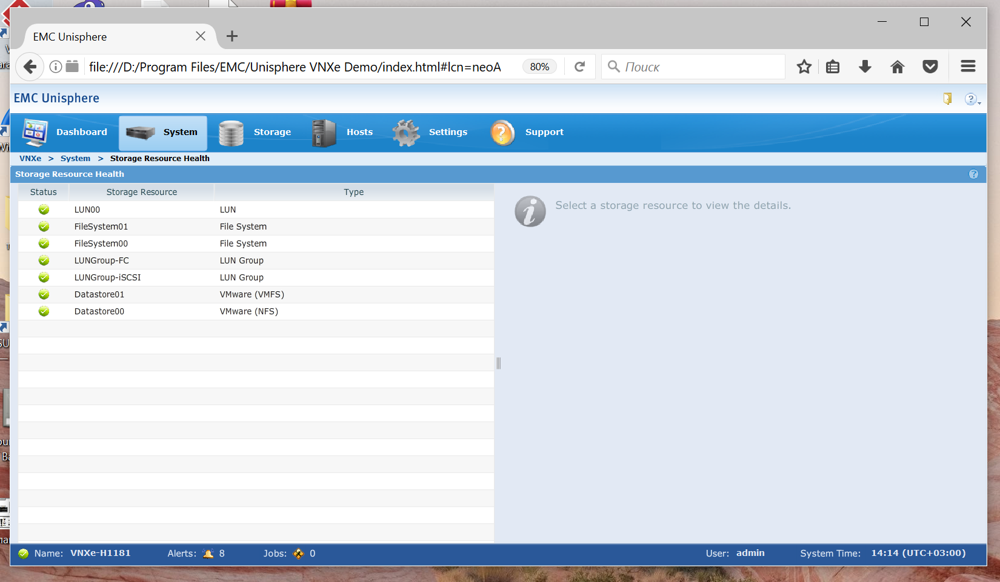 EMC Unisphere
file:///D:/Program Files/EMC/Unisphere VNXe Demo/index.html#lcn=neoA
80%
Поиск
EMC Unisphere
Dashboard
System
Storage
Hosts
Settings
Support
VNXe > System > Storage Resource Health
Storage Resource Health
Status Storage Resource Type
LUN00 LUN
FileSystem01 File System
FileSystem00 File System
LUNGroup-FC LUN Group
LUNGroup-iSCSI LUN Group
Datastore01 VMware (VMFS)
Datastore00 VMware (NFS)
Select a storage resource to view the details.
Name: VNXe-H1181 Alerts: 8 Jobs: 0 User: admin System Time: 14:14 (UTC+03:00)